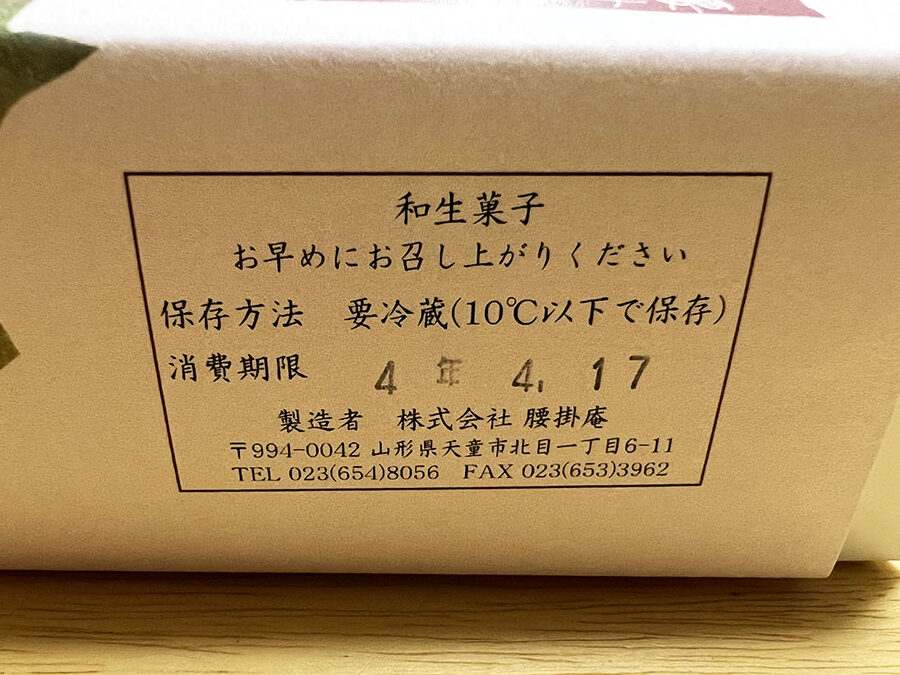 和生菓子
お早めにお召し上がりください
保存方法 要冷蔵(10℃以下で保存)
消費期限 4年 4. 17
製造者 株式会社 腰掛庵
〒994-0042 山形県天童市北目一丁目6-11
TEL 023(654)8056 FAX 023(653)3962